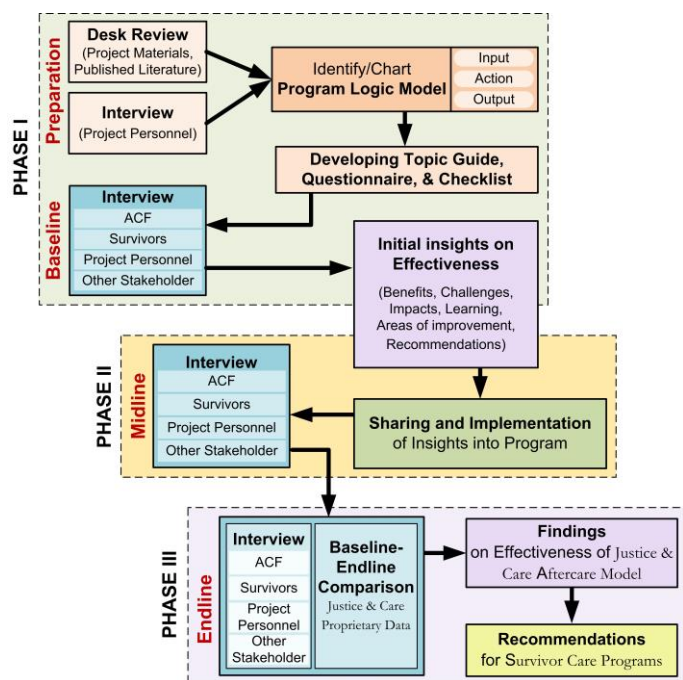 PHASE I
Preparation
Desk Review
(Project Materials,
Published Literature)
Interview
(Project Personnel)
Identify/Chart
Program Logic Model
Input
Action
Output
Developing Topic Guide,
Questionnaire, & Checklist
Baseline
Interview
ACF
Survivors
Project Personnel
Other Stakeholder
Initial insights on
Effectiveness
(Benefits, Challenges,
Impacts, Learning,
Areas of improvement,
Recommendations)
PHASE II
Midline
Interview
ACF
Survivors
Project Personnel
Other Stakeholder
Sharing and Implementation
of Insights into Program
PHASE III
Endline
Interview
ACF
Survivors
Project
Personnel
Other
Stakeholder
Baseline-
Endline
Comparison
Justice & Care
Proprietary Data
Findings
on Effectiveness of Justice &
Care Aftercare Model
Recommendations
for Survivor Care Programs